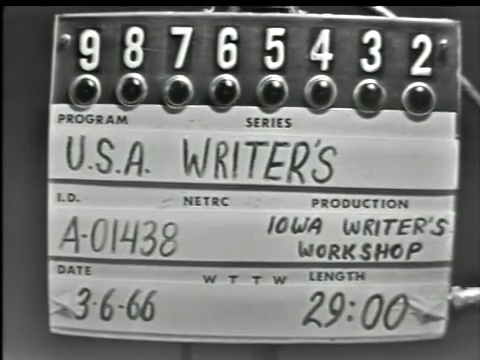 9 8 7 6 5 4 3 2
PROGRAM SERIES
U.S.A. WRITER'S
I.D. NETRC PRODUCTION
A-01438 IOWA WRITER'S
WORKSHOP
DATE WTTW LENGTH
3-6-66 29:00